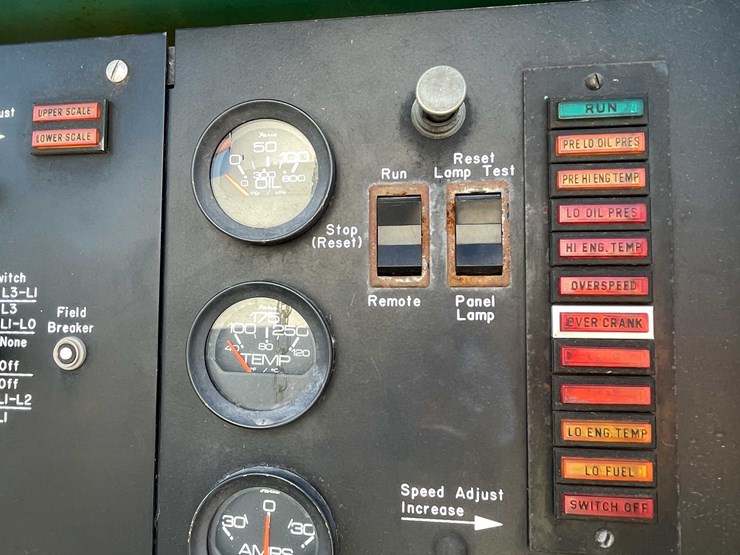 ust
UPPER SCALE
LOWER SCALE
witch
L3-L1
L3
L1-L0
None
Off
Off
L1-L2
L1
Field
Breaker
50
0 100
0 300 600
OIL
175
100 250
40 80 120
TEMP
°F / °C
0
30 30
AMPS
Run
Stop
(Reset)
Remote
Reset
Lamp Test
Panel
Lamp
Speed Adjust
Increase
RUN
PRE LO OIL PRES
PRE HI ENG TEMP
LO OIL PRES
HI ENG. TEMP
OVERSPEED
OVER CRANK
LO ENG. TEMP
LO FUEL
SWITCH OFF